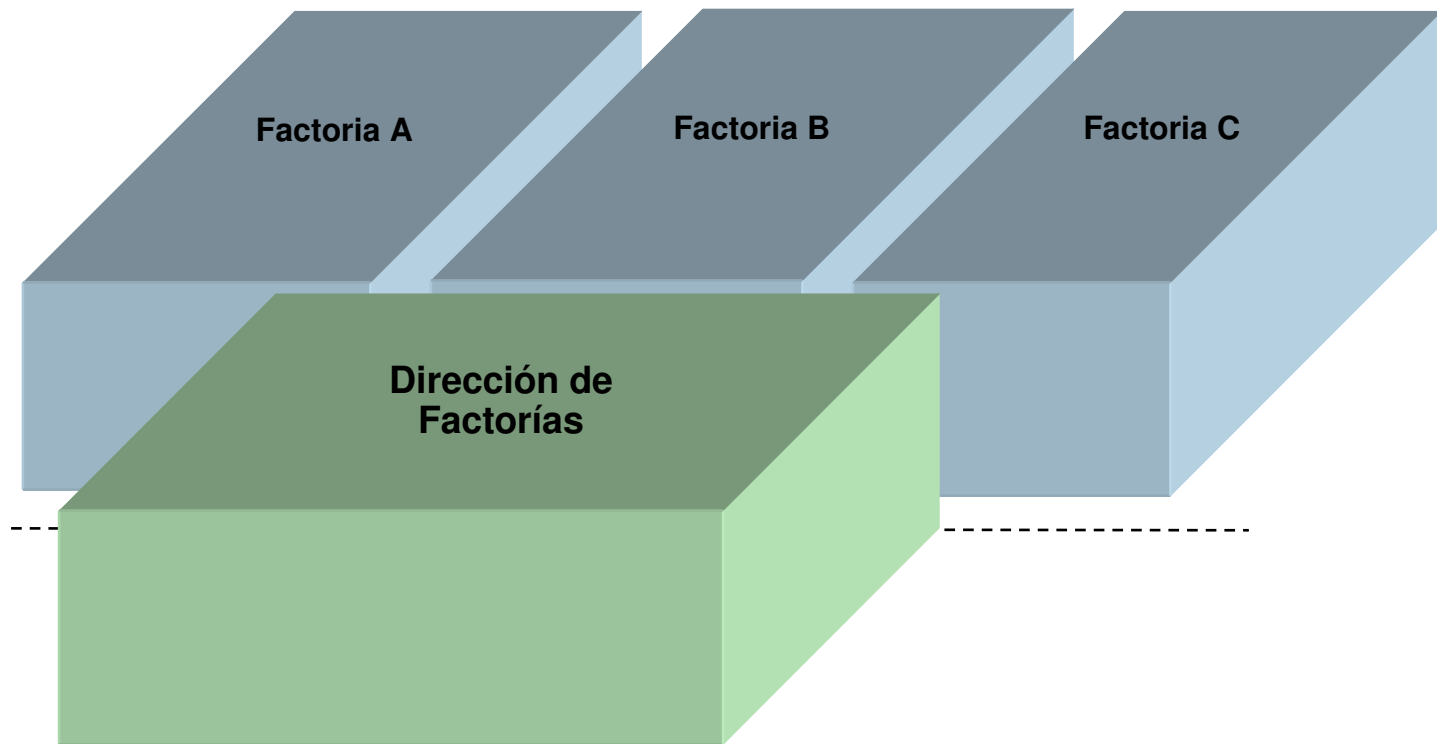 Factoria A
Factoria B
Factoria C
Dirección de
Factorías